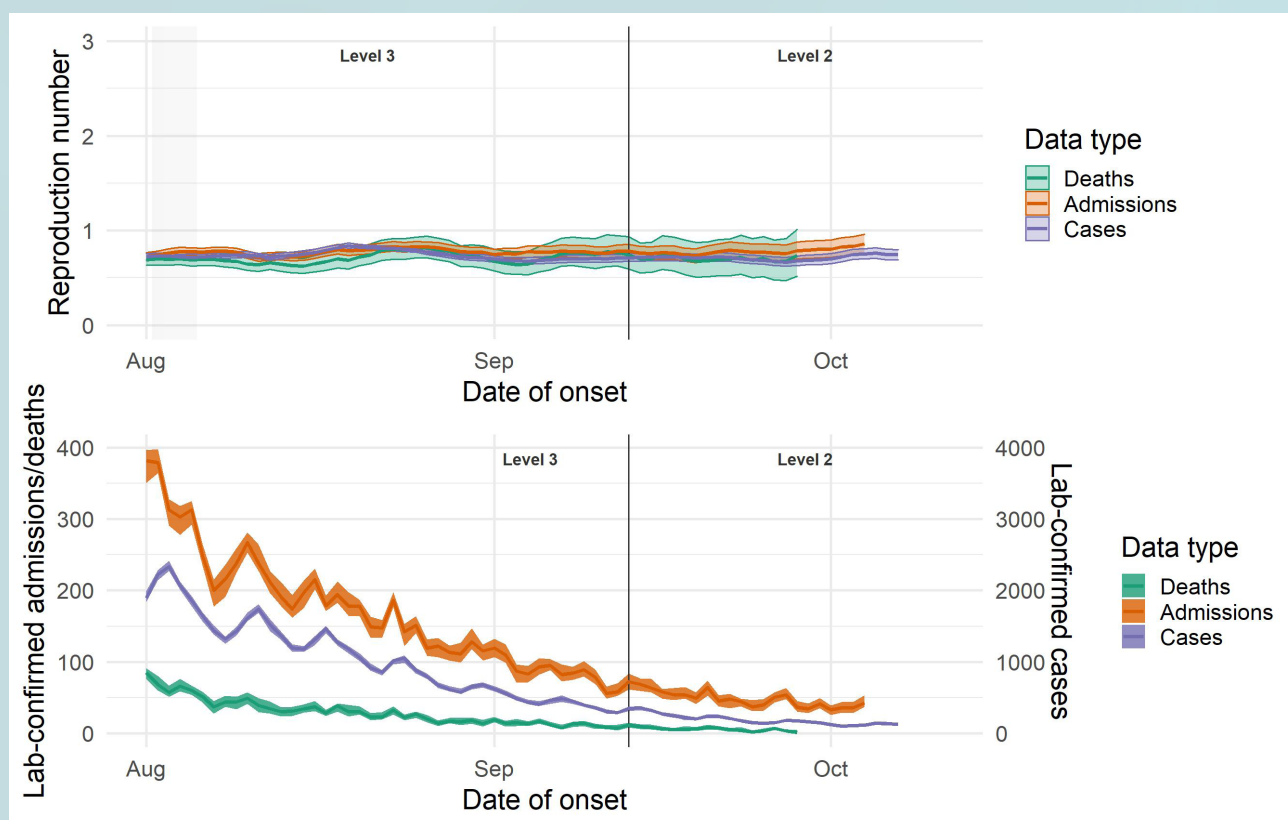 3
Level 3
Level 2
2
1
0
Reproduction number
Aug
Sep
Oct
Date of onset
Data type
Deaths
Admissions
Cases
400
300
200
100
0
Lab-confirmed admissions/deaths
Level 3
Level 2
4000
3000
2000
1000
0
Lab-confirmed cases
Aug
Sep
Oct
Date of onset
Data type
Deaths
Admissions
Cases